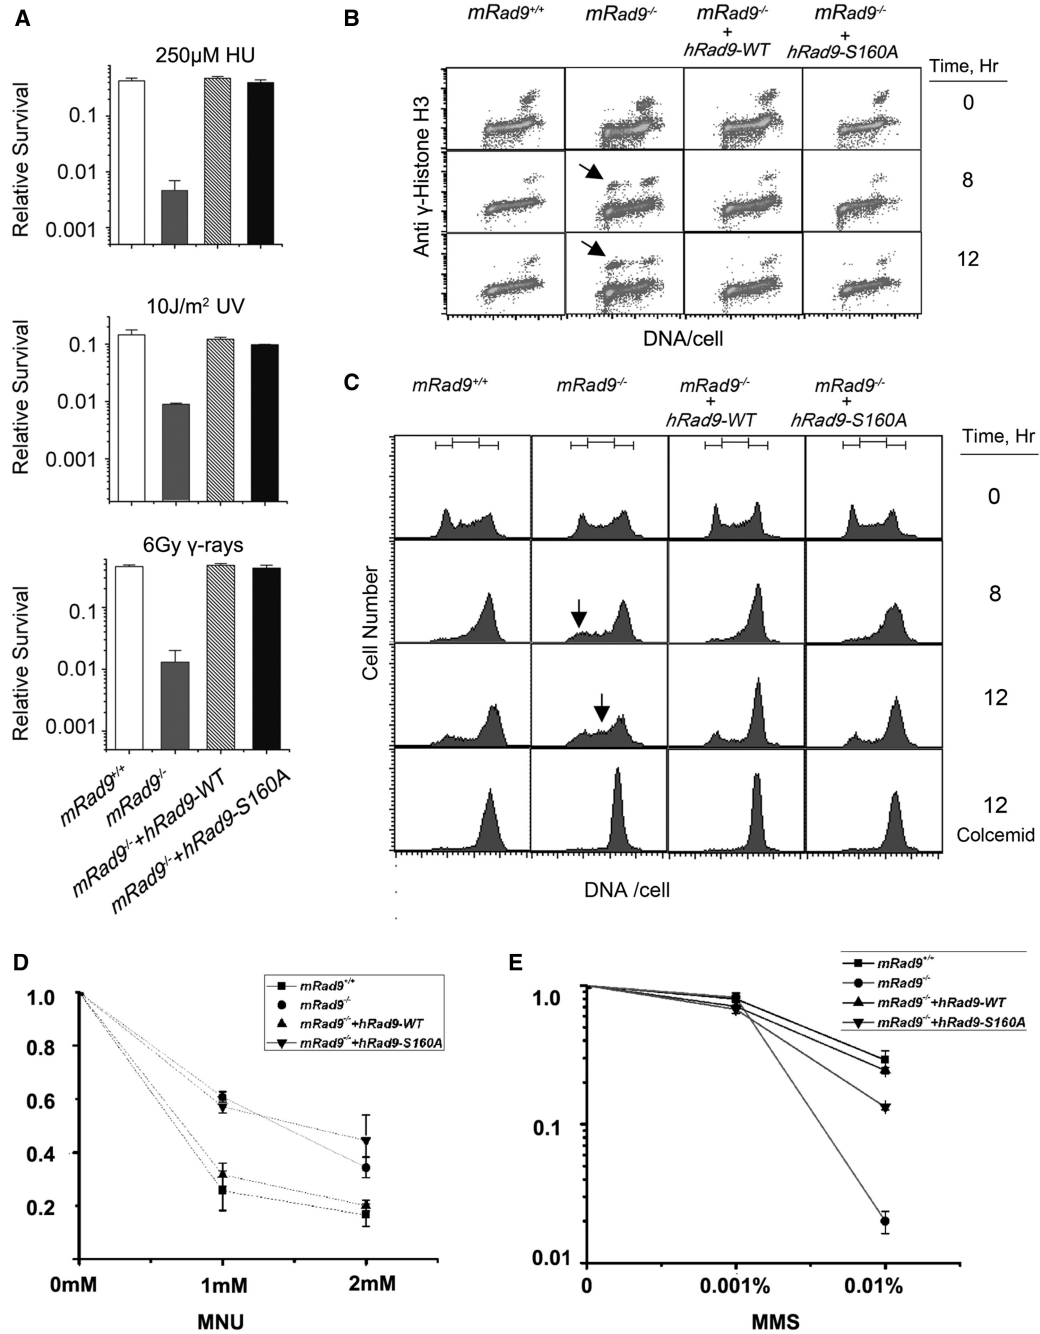 A
250µM HU
Relative Survival
0.1
0.01
0.001
10J/m² UV
Relative Survival
0.1
0.01
0.001
6Gy γ-rays
Relative Survival
0.1
0.01
0.001
mRad9+/+
mRad9-/-
mRad9-/-+hRad9-WT
mRad9-/-+hRad9-S160A
B
mRad9+/+
mRad9-/-
mRad9-/-
+
hRad9-WT
mRad9-/-
+
hRad9-S160A
Time, Hr
0
8
12
Anti γ-Histone H3
DNA/cell
C
mRad9+/+
mRad9-/-
mRad9-/-
+
hRad9-WT
mRad9-/-
+
hRad9-S160A
Time, Hr
0
8
12
12
Colcemid
Cell Number
DNA /cell
D
mRad9+/+
mRad9-/-
mRad9-/-+hRad9-WT
mRad9-/-+hRad9-S160A
1.0
0.8
0.6
0.4
0.2
0mM
1mM
2mM
MNU
E
mRad9+/+
mRad9-/-
mRad9-/-+hRad9-WT
mRad9-/-+hRad9-S160A
1.0
0.1
0.01
0
0.001%
0.01%
MMS